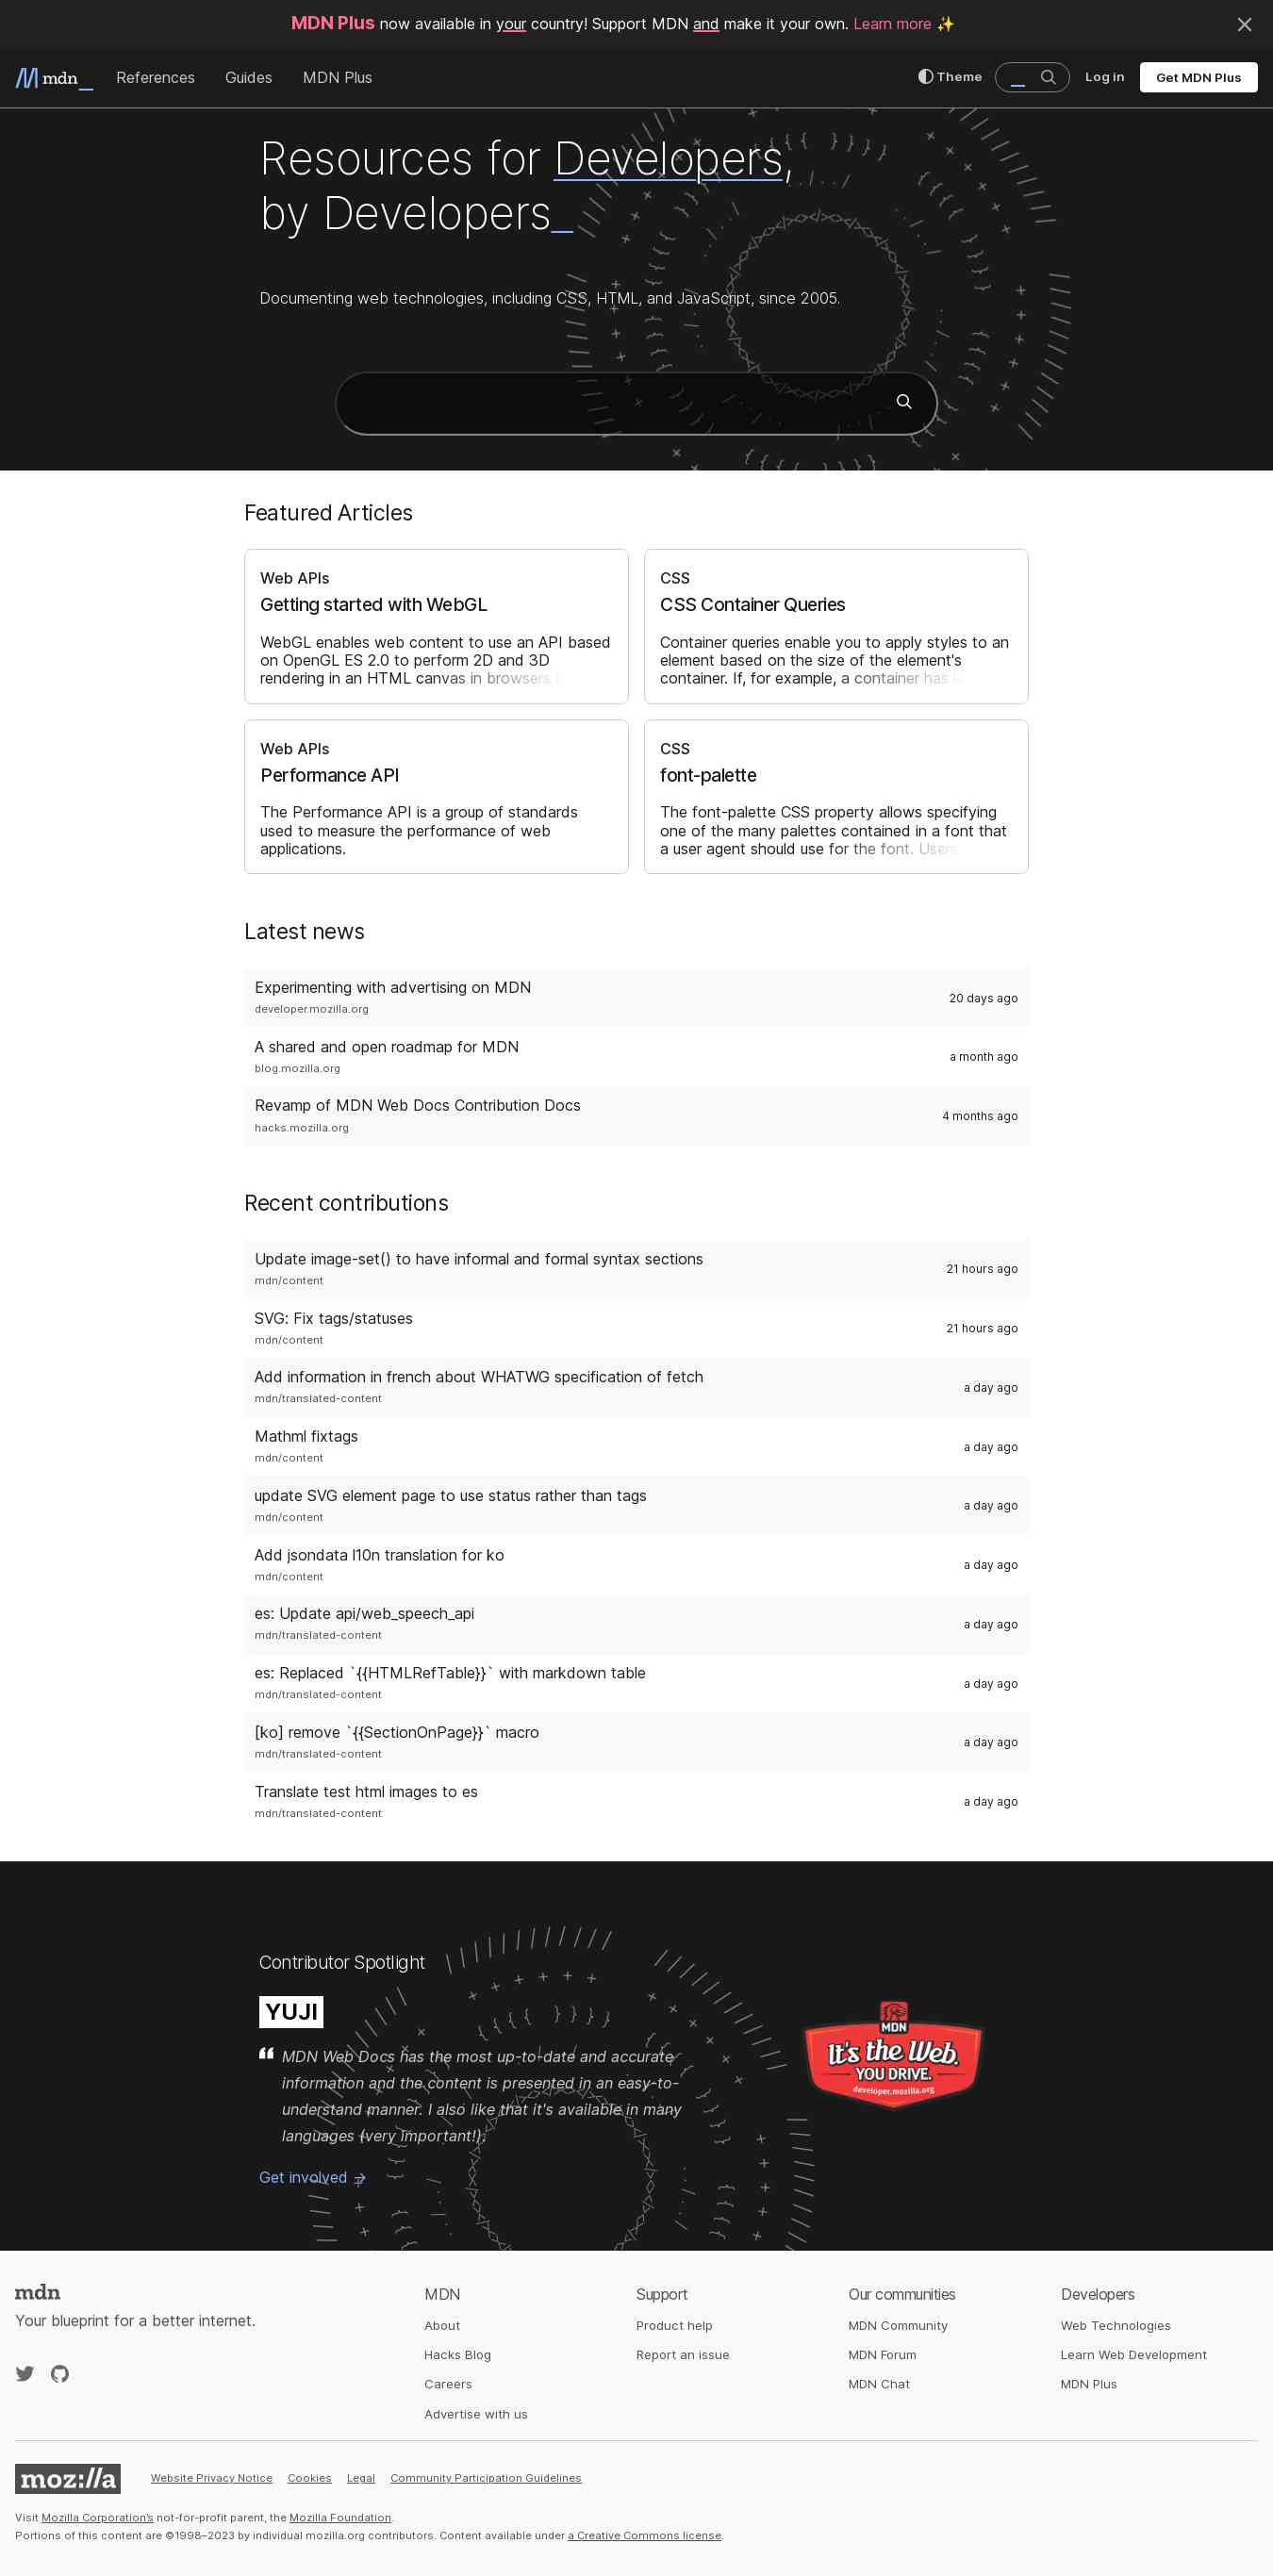 MDN Plus now available in your country! Support MDN and make it your own. Learn more ✨
mdn_
References
Guides
MDN Plus
Theme
Log in
Get MDN Plus
Resources for Developers,
by Developers_
Documenting web technologies, including CSS, HTML, and JavaScript, since 2005.
Featured Articles
Web APIs
Getting started with WebGL
WebGL enables web content to use an API based
on OpenGL ES 2.0 to perform 2D and 3D
rendering in an HTML canvas in browsers
CSS
CSS Container Queries
Container queries enable you to apply styles to an
element based on the size of the element's
container. If, for example, a container has
Web APIs
Performance API
The Performance API is a group of standards
used to measure the performance of web
applications.
CSS
font-palette
The font-palette CSS property allows specifying
one of the many palettes contained in a font that
a user agent should use for the font. Users
Latest news
Experimenting with advertising on MDN
developer.mozilla.org
20 days ago
A shared and open roadmap for MDN
blog.mozilla.org
a month ago
Revamp of MDN Web Docs Contribution Docs
hacks.mozilla.org
4 months ago
Recent contributions
Update image-set() to have informal and formal syntax sections
mdn/content
21 hours ago
SVG: Fix tags/statuses
mdn/content
21 hours ago
Add information in french about WHATWG specification of fetch
mdn/translated-content
a day ago
Mathml fixtags
mdn/content
a day ago
update SVG element page to use status rather than tags
mdn/content
a day ago
Add jsondata l10n translation for ko
mdn/content
a day ago
es: Update api/web_speech_api
mdn/translated-content
a day ago
es: Replaced `{{HTMLRefTable}}` with markdown table
mdn/translated-content
a day ago
[ko] remove `{{SectionOnPage}}` macro
mdn/translated-content
a day ago
Translate test html images to es
mdn/translated-content
a day ago
Contributor Spotlight
YUJI
MDN Web Docs has the most up-to-date and accurate
information and the content is presented in an easy-to-
understand manner. I also like that it's available in many
languages (very important!).
Get involved →
MDN
It's the Web.
YOU DRIVE.
developer.mozilla.org
mdn
Your blueprint for a better internet.
MDN
About
Hacks Blog
Careers
Advertise with us
Support
Product help
Report an issue
Our communities
MDN Community
MDN Forum
MDN Chat
Developers
Web Technologies
Learn Web Development
MDN Plus
moz://a
Website Privacy Notice
Cookies
Legal
Community Participation Guidelines
Visit Mozilla Corporation's not-for-profit parent, the Mozilla Foundation.
Portions of this content are ©1998–2023 by individual mozilla.org contributors. Content available under a Creative Commons license.